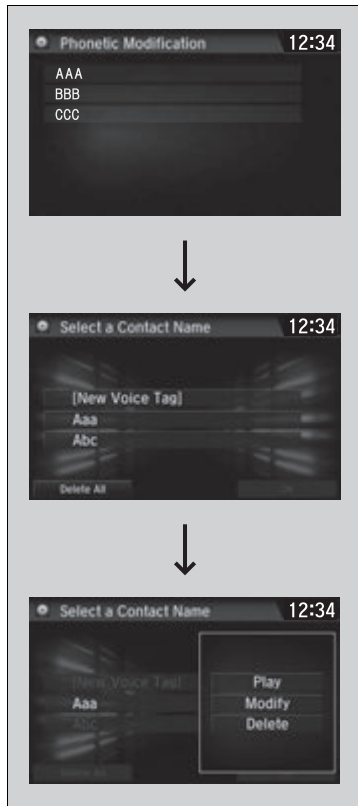 Phonetic Modification 12:34
AAA
BBB
CCC
Select a Contact Name 12:34
[New Voice Tag]
Aaa
Abc
Delete All
Select a Contact Name 12:34
[New Voice Tag]
Aaa
Abc
Play
Modify
Delete
Delete All